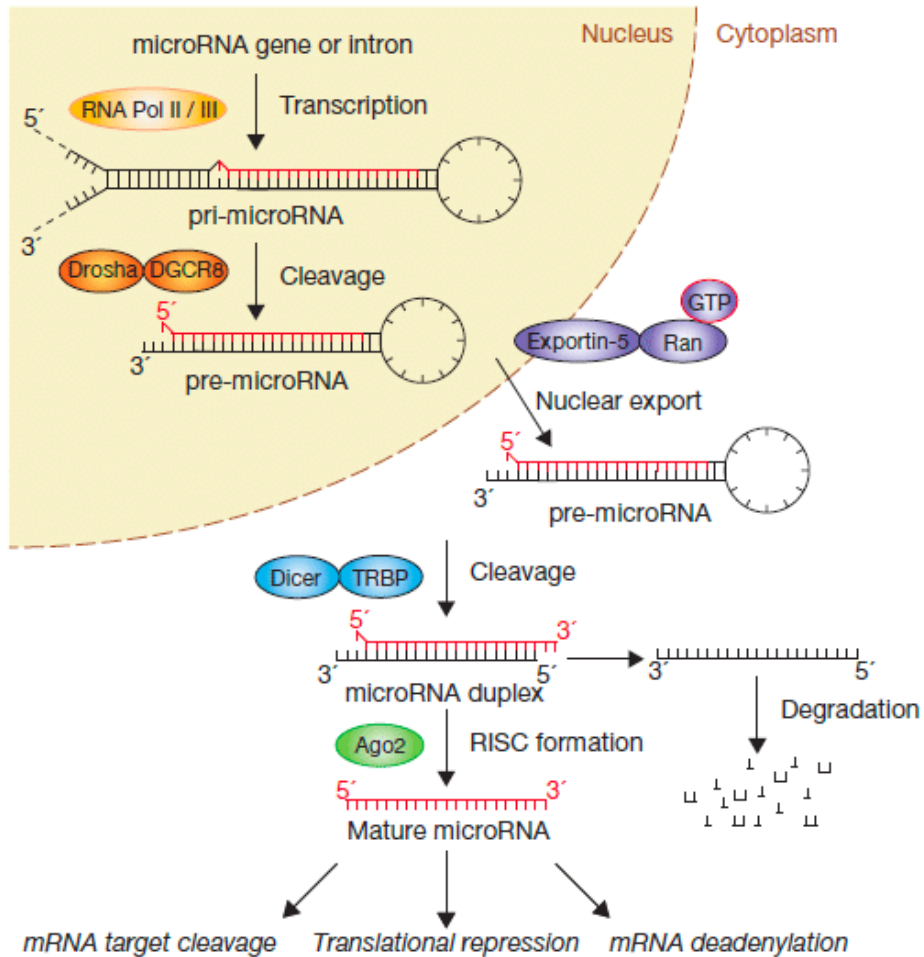 microRNA gene or intron
Nucleus
Cytoplasm
RNA Pol II / III
Transcription
5´
3´
pri-microRNA
Drosha
DGCR8
Cleavage
5´
3´
pre-microRNA
GTP
Exportin-5
Ran
Nuclear export
5´
3´
pre-microRNA
Dicer
TRBP
Cleavage
5´
3´
3´
5´
microRNA duplex
3´
5´
Degradation
Ago2
RISC formation
5´
3´
Mature microRNA
mRNA target cleavage
Translational repression
mRNA deadenylation